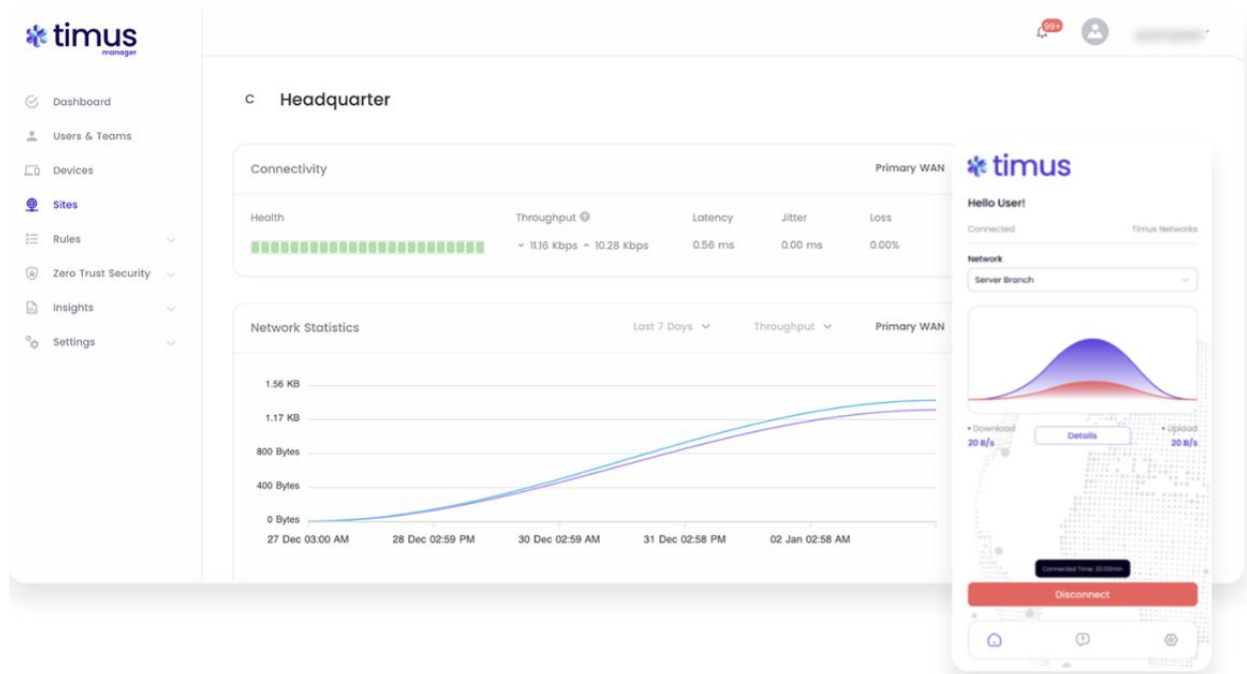 timus
manager
99+
Dashboard
Users & Teams
Devices
Sites
Rules
Zero Trust Security
Insights
Settings
C Headquarter
Connectivity Primary WAN
Health Throughput Latency Jitter Loss
11.16 Kbps 10.28 Kbps 0.56 ms 0.00 ms 0.00%
Network Statistics Last 7 Days Throughput Primary WAN
1.56 KB
1.17 KB
800 Bytes
400 Bytes
0 Bytes
27 Dec 03:00 AM 28 Dec 02:59 PM 30 Dec 02:59 AM 31 Dec 02:58 PM 02 Jan 02:58 AM
timus
Hello User!
Connected Timus Networks
Network
Server Branch
• Download Details • Upload
20 B/s 20 B/s
Connected Time: 30:00min
Disconnect